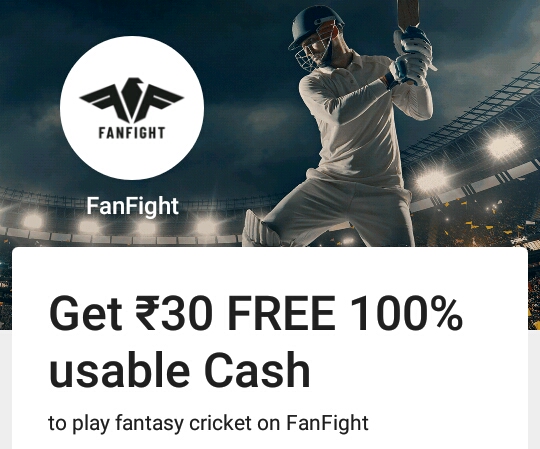 FANFIGHT
FanFight
Get ₹30 FREE 100%
usable Cash
to play fantasy cricket on FanFight